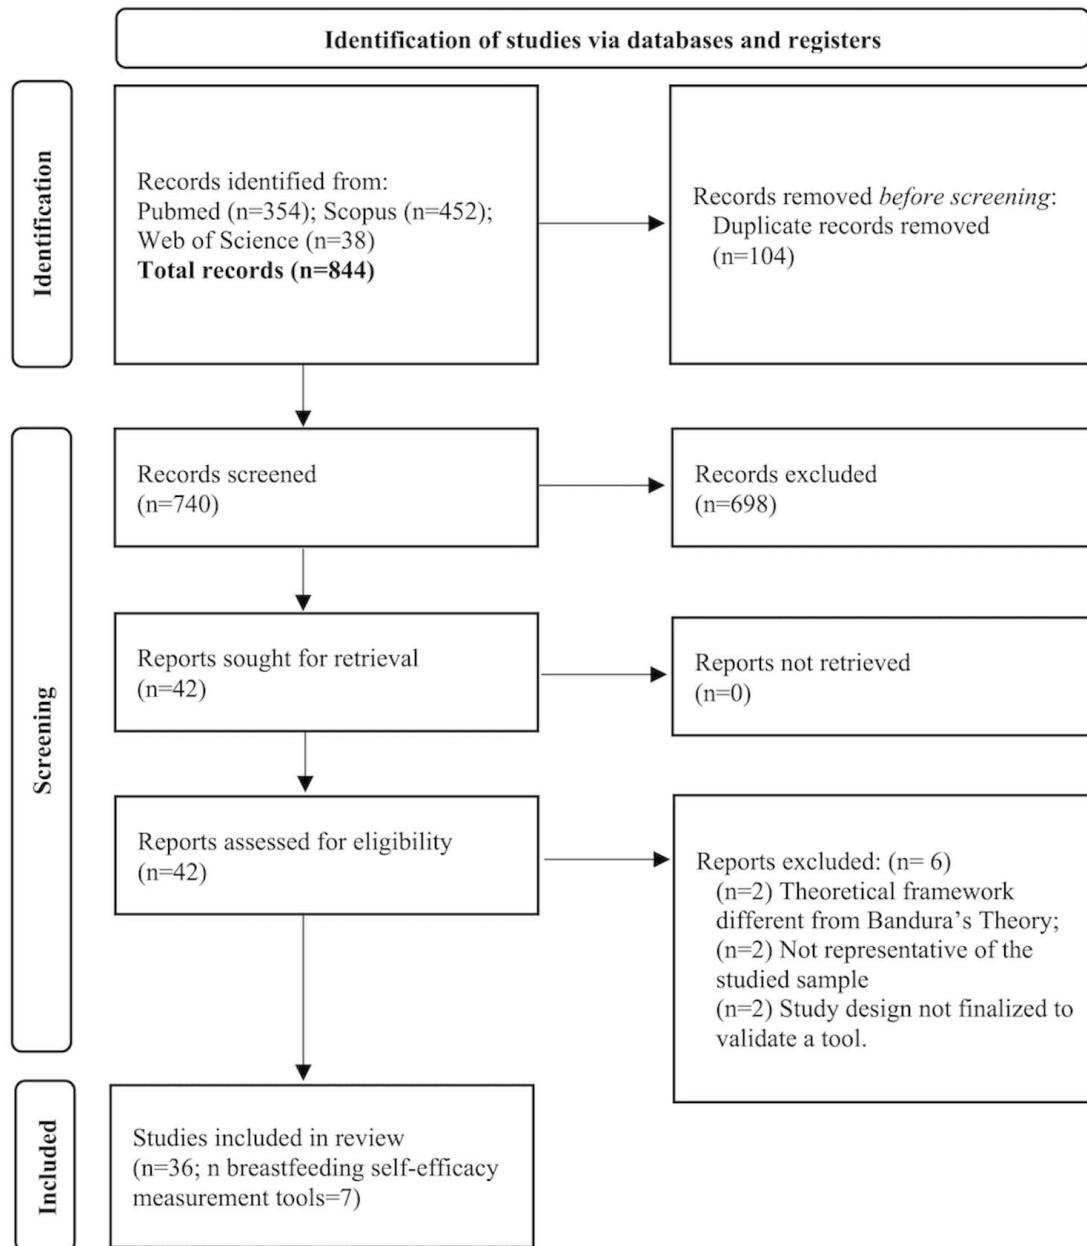 Identification of studies via databases and registers
Identification
Records identified from:
Pubmed (n=354); Scopus (n=452);
Web of Science (n=38)
Total records (n=844)
Records removed before screening:
Duplicate records removed
(n=104)
Screening
Records screened
(n=740)
Records excluded
(n=698)
Reports sought for retrieval
(n=42)
Reports not retrieved
(n=0)
Reports assessed for eligibility
(n=42)
Reports excluded: (n= 6)
(n=2) Theoretical framework
different from Bandura's Theory;
(n=2) Not representative of the
studied sample
(n=2) Study design not finalized to
validate a tool.
Included
Studies included in review
(n=36; n breastfeeding self-efficacy
measurement tools=7)